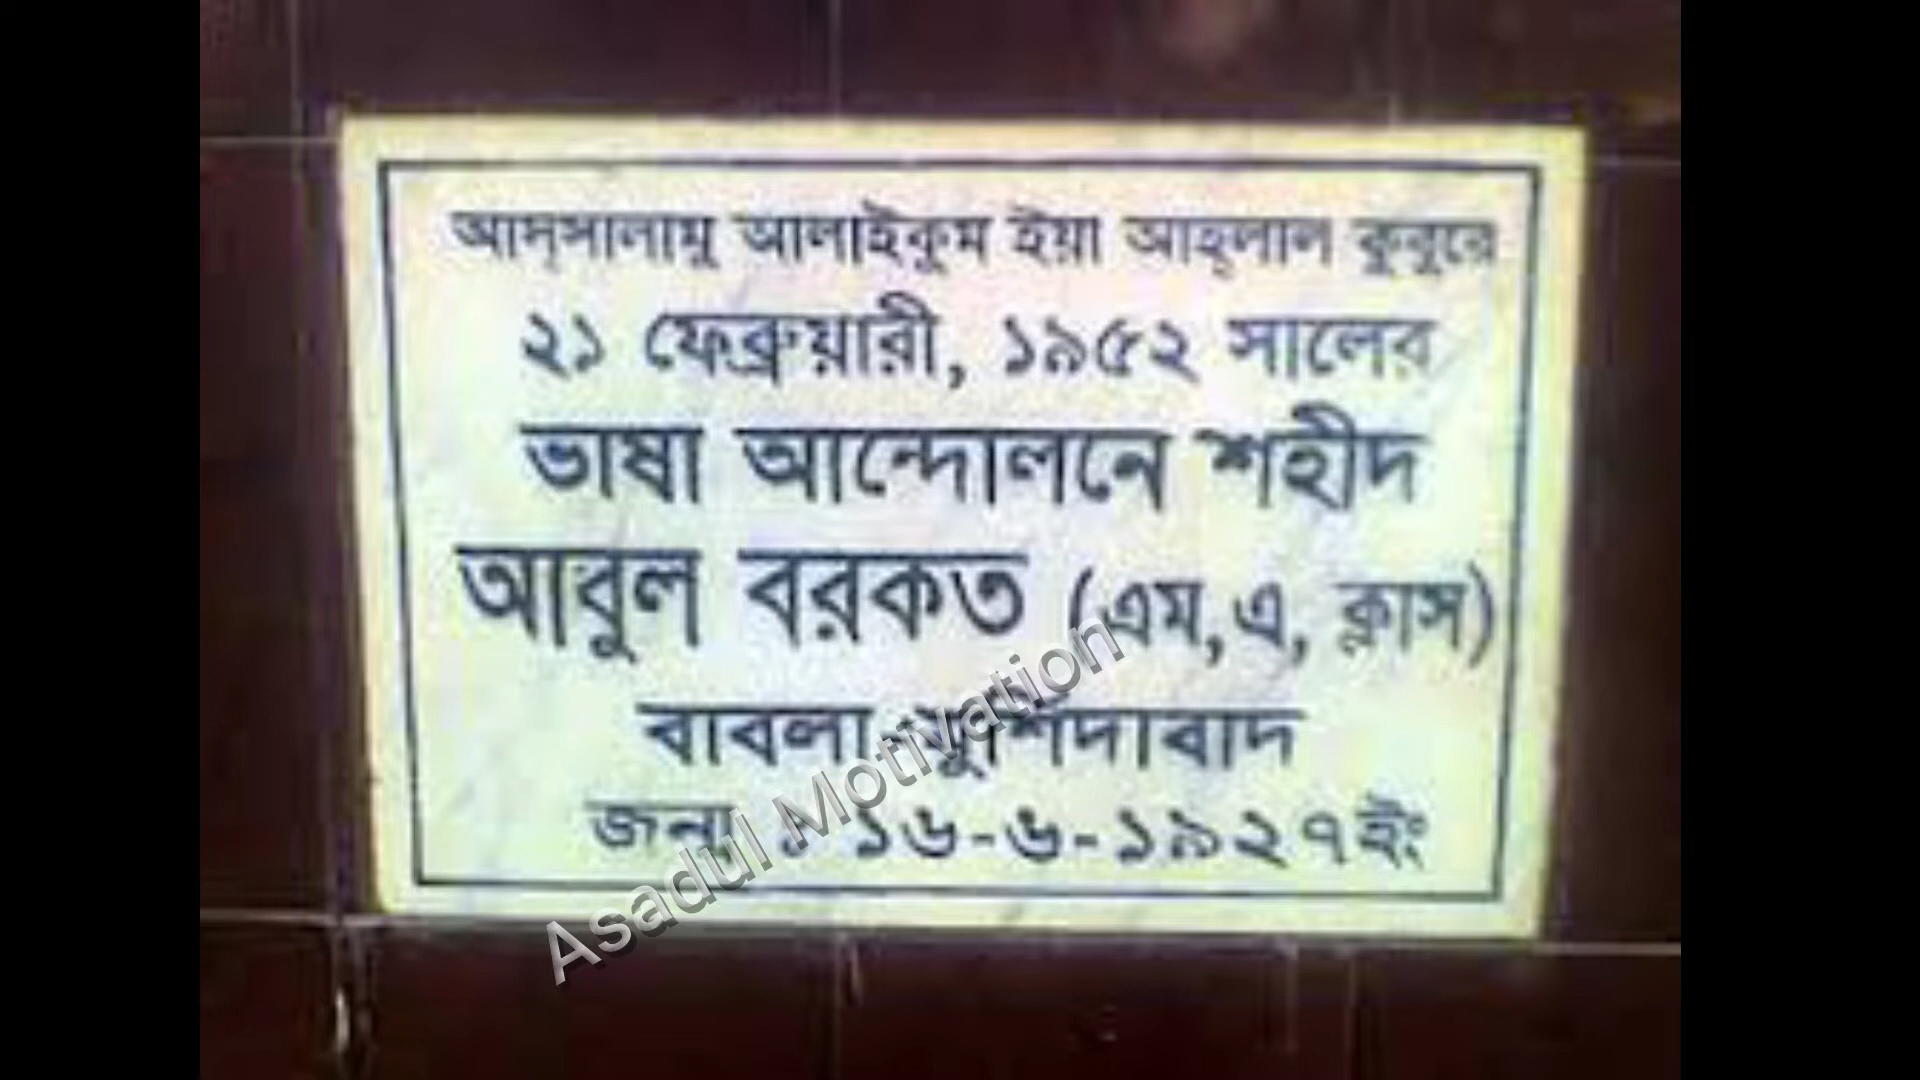 আস্‌সালামু আলাইকুম ইয়া আহ্‌লাল কুবুরে
২১ ফেব্রুয়ারী, ১৯৫২ সালের
ভাষা আন্দোলনে শহীদ
আবুল বরকত (এম,এ, ক্লাস)
বাবলা, মুর্শিদাবাদ
জন্ম : ১৬-৬-১৯২৭ইং
Asadul Motivation